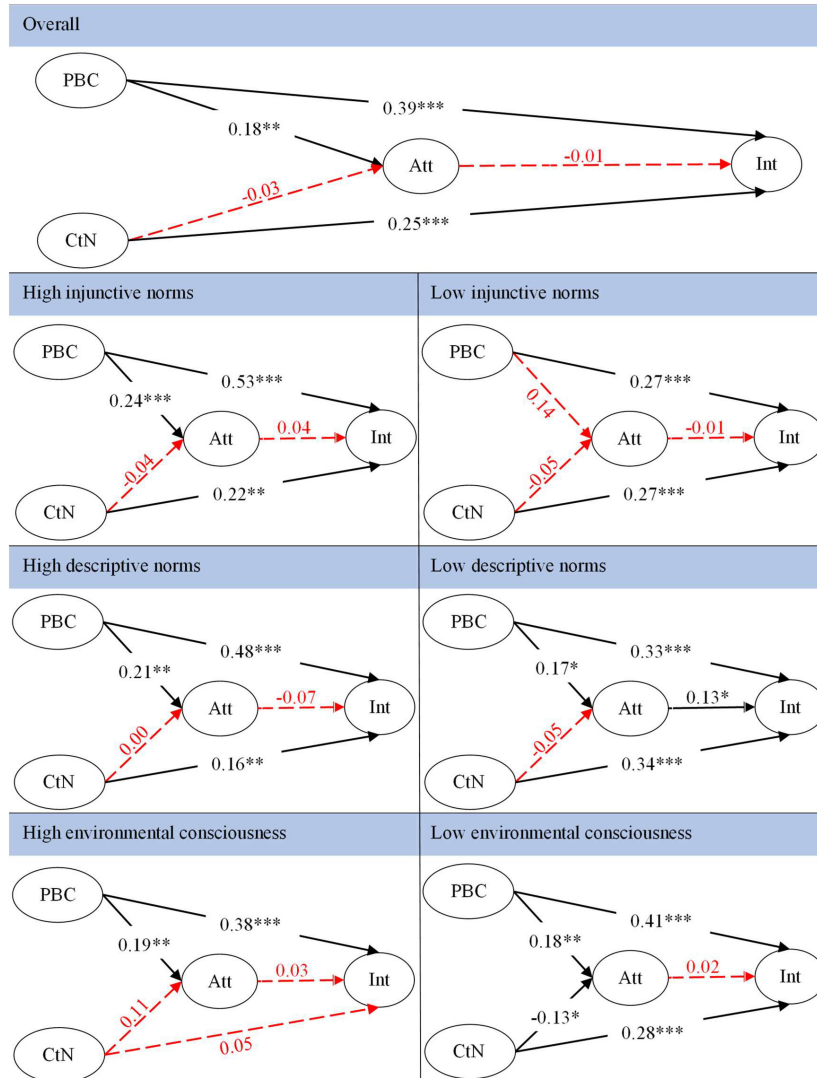 Overall
PBC
0.39***
0.18**
Att
-0.01
Int
-0.03
0.25***
CtN
High injunctive norms
PBC
0.53***
0.24***
Att
0.04
Int
-0.04
0.22**
CtN
Low injunctive norms
PBC
0.27***
0.14
Att
-0.01
Int
-0.05
0.27***
CtN
High descriptive norms
PBC
0.48***
0.21**
Att
-0.07
Int
0.00
0.16**
CtN
Low descriptive norms
PBC
0.33***
0.17*
Att
0.13*
Int
-0.05
0.34***
CtN
High environmental consciousness
PBC
0.38***
0.19**
Att
0.03
Int
0.11
0.05
CtN
Low environmental consciousness
PBC
0.41***
0.18**
Att
0.02
Int
-0.13*
0.28***
CtN